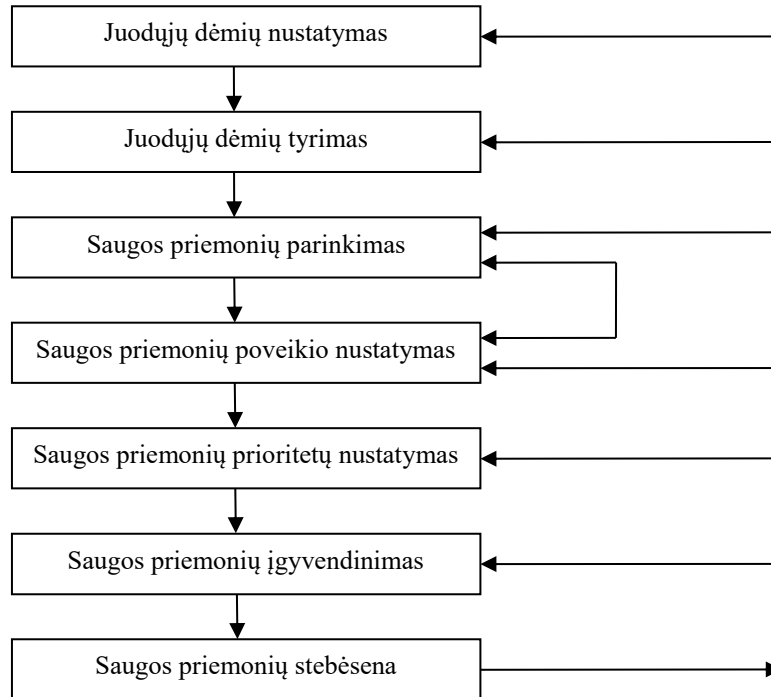 Juodųjų dėmių nustatymas
Juodųjų dėmių tyrimas
Saugos priemonių parinkimas
Saugos priemonių poveikio nustatymas
Saugos priemonių prioritetų nustatymas
Saugos priemonių įgyvendinimas
Saugos priemonių stebėsena